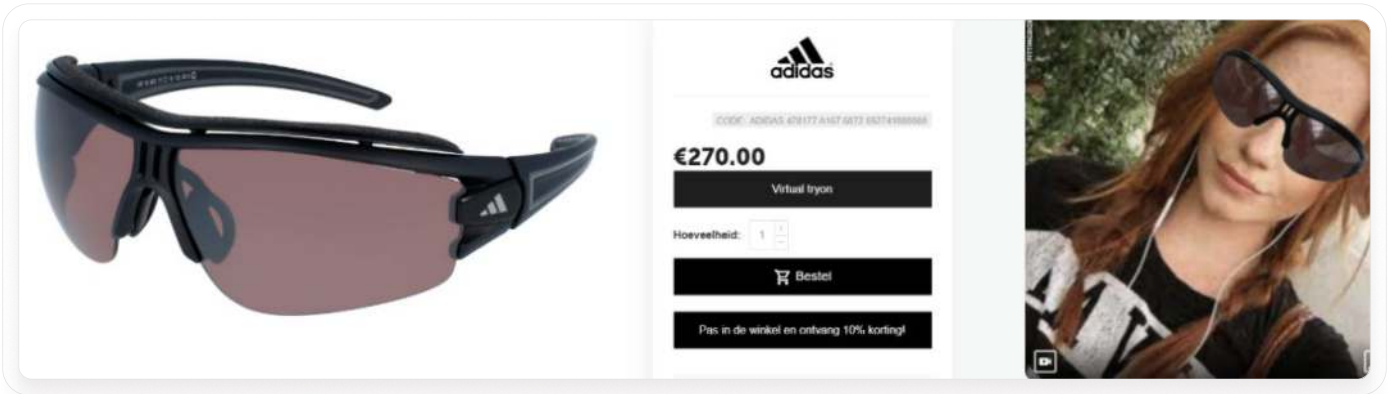 adidas
€270.00
Virtual tryon
Hoeveelheid:
1
Bestel
Pas in de winkel en ontvang 10% korting!